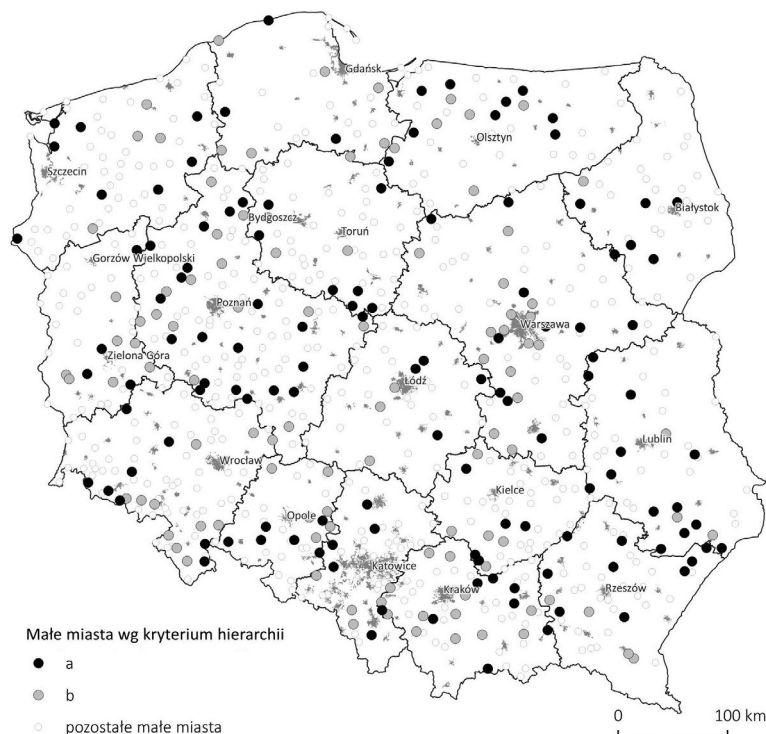 Gdańsk
Olsztyn
Szczecin
Białystok
Bydgoszcz
Toruń
Gorzów Wielkopolski
Poznań
Warszawa
Zielona Góra
Łódź
Lublin
Wrocław
Kielce
Opole
Katowice
Kraków
Rzeszów
Małe miasta wg kryterium hierarchii
a
b
pozostałe małe miasta
0 100 km